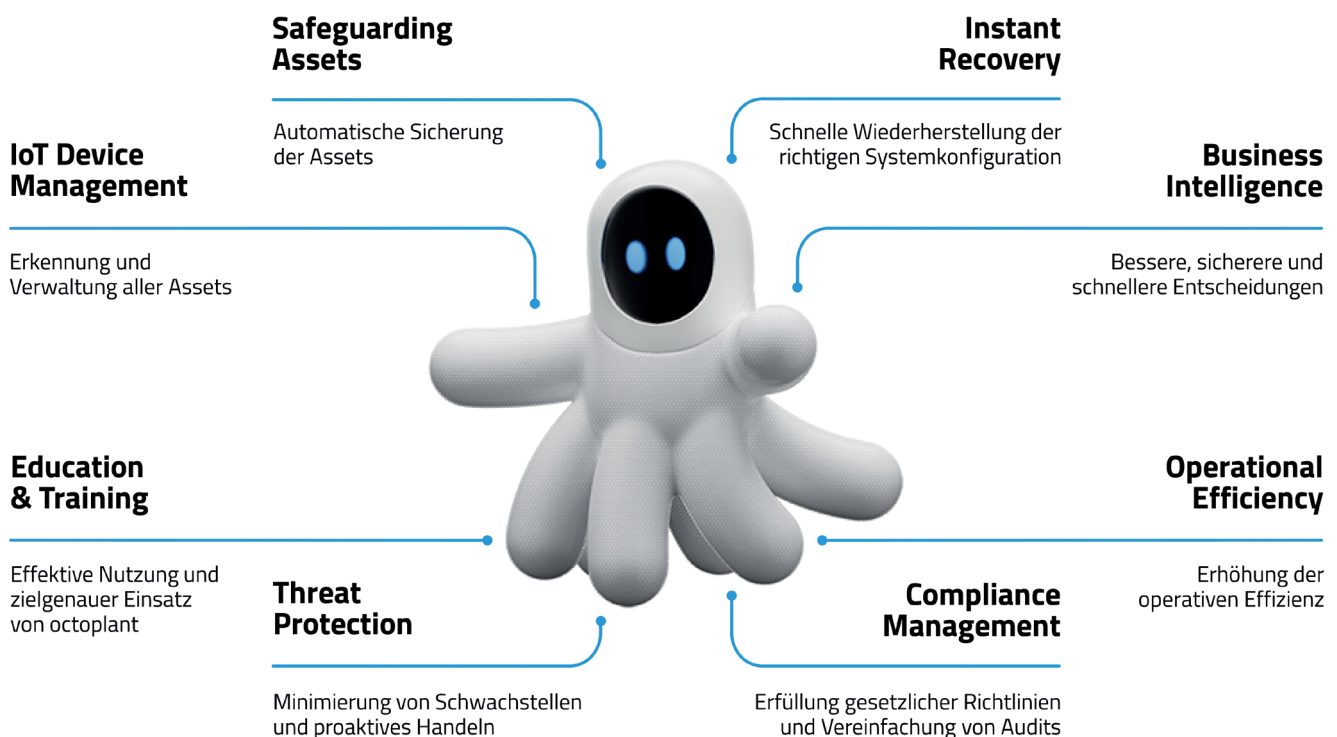 Safeguarding
Assets
Automatische Sicherung
der Assets
Instant
Recovery
Schnelle Wiederherstellung der
richtigen Systemkonfiguration
IoT Device
Management
Erkennung und
Verwaltung aller Assets
Business
Intelligence
Bessere, sicherere und
schnellere Entscheidungen
Education
& Training
Effektive Nutzung und
zielgenauer Einsatz
von octoplant
Operational
Efficiency
Erhöhung der
operativen Effizienz
Threat
Protection
Minimierung von Schwachstellen
und proaktives Handeln
Compliance
Management
Erfüllung gesetzlicher Richtlinien
und Vereinfachung von Audits